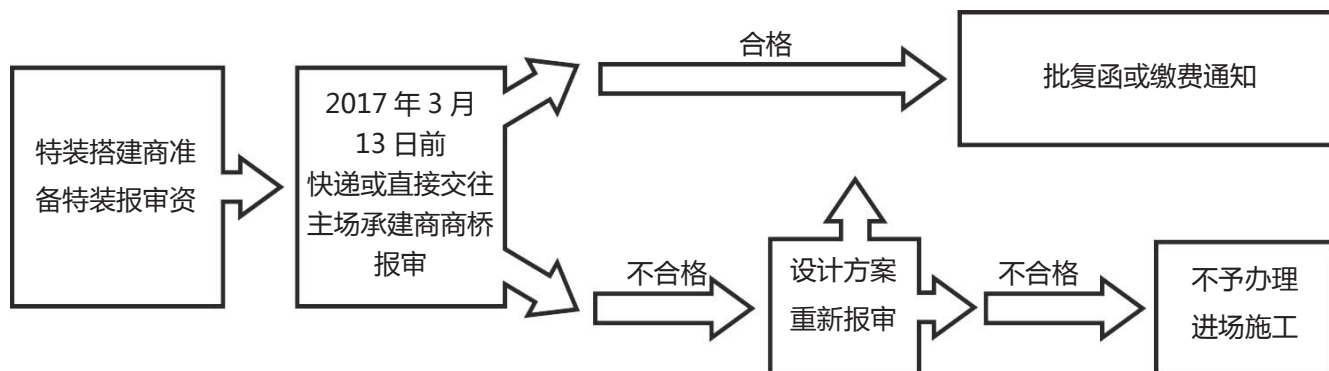 特装搭建商准
备特装报审资
2017 年 3 月
13 日前
快递或直接交往
主场承建商商桥
报审
合格
批复函或缴费通知
不合格
设计方案
重新报审
不合格
不予办理
进场施工